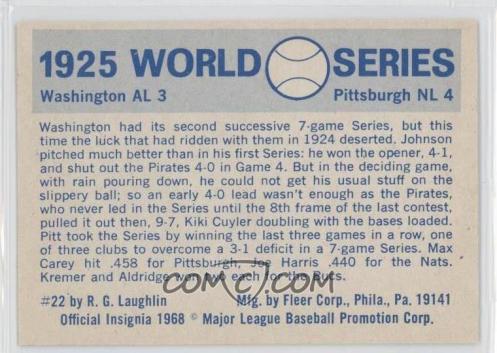 1925 WORLD SERIES
Washington AL 3 Pittsburgh NL 4
Washington had its second successive 7-game Series, but this
time the luck that had ridden with them in 1924 deserted. Johnson
pitched much better than in his first Series: he won the opener, 4-1,
and shut out the Pirates 4-0 in Game 4. But in the deciding game,
with rain pouring down, he could not get his usual stuff on the
slippery ball; so an early 4-0 lead wasn't enough as the Pirates,
who never led in the Series until the 8th frame of the last contest,
pulled it out then, 9-7, Kiki Cuyler doubling with the bases loaded.
Pitt took the Series by winning the last three games in a row, one
of three clubs to overcome a 3-1 deficit in a 7-game Series. Max
Carey hit .458 for Pittsburgh, Joe Harris .440 for the Nats.
Kremer and Aldridge won two each for the Bucs.
COMC.COM
#22 by R. G. Laughlin Mfg. by Fleer Corp., Phila., Pa. 19141
Official Insignia 1968 © Major League Baseball Promotion Corp.